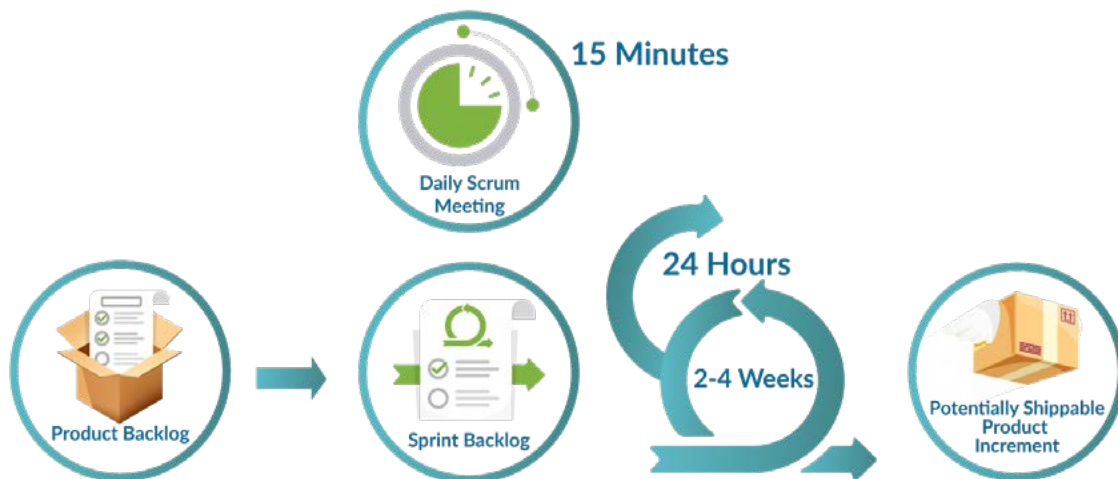 15 Minutes
Daily Scrum
Meeting
24 Hours
2-4 Weeks
Product Backlog
Sprint Backlog
Potentially Shippable
Product
Increment